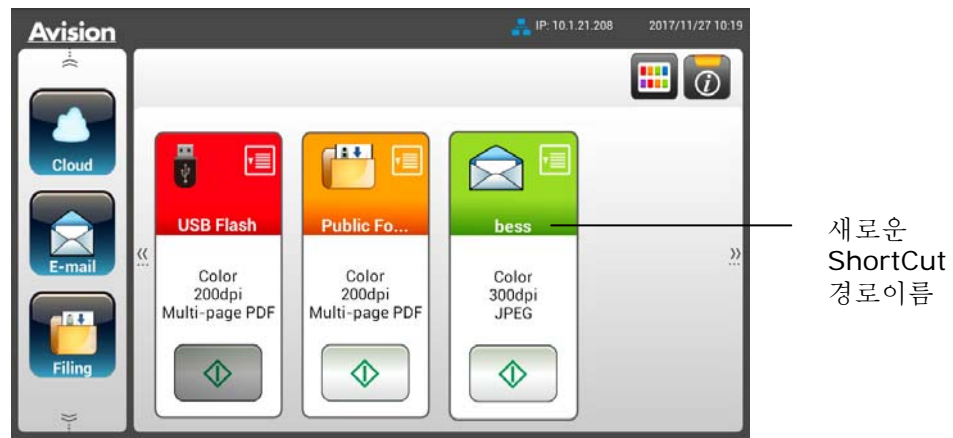 Avision
IP: 10.1.21.208
2017/11/27 10:19
Cloud
E-mail
Filing
USB Flash
Color
200dpi
Multi-page PDF
Public Fo...
Color
200dpi
Multi-page PDF
bess
Color
300dpi
JPEG
새로운
ShortCut
경로이름